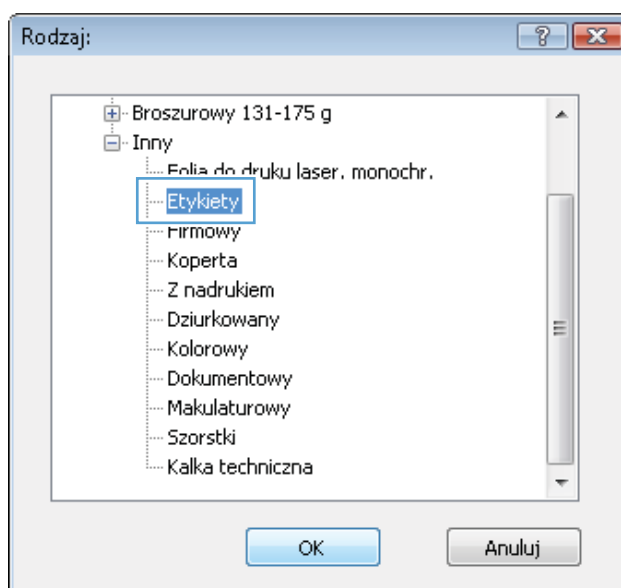 Rodzaj:
Broszurowy 131-175 g
Inny
Folia do druku laser. monochr.
Etykiety
Firmowy
Koperta
Z nadrukiem
Dziurkowany
Kolorowy
Dokumentowy
Makulaturowy
Szorstki
Kalka techniczna
OK
Anuluj